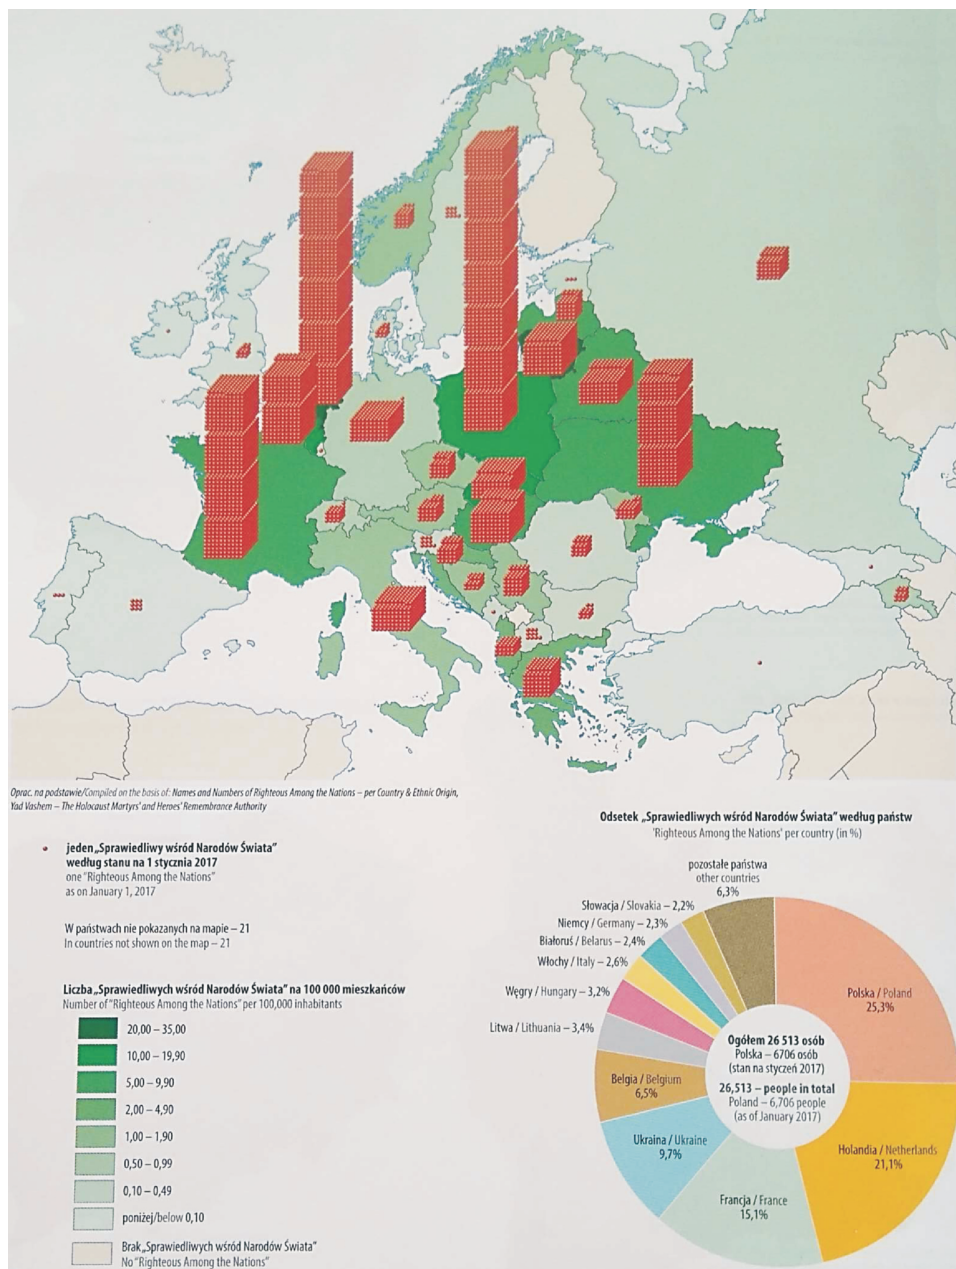 Oprac. na podstawie/Compiled on the basis of: Names and Numbers of Righteous Among the Nations – per Country & Ethnic Origin,
Yad Vashem – The Holocaust Martyrs' and Heroes' Remembrance Authority
jeden „Sprawiedliwy wśród Narodów Świata"
według stanu na 1 stycznia 2017
one "Righteous Among the Nations"
as on January 1, 2017
W państwach nie pokazanych na mapie – 21
In countries not shown on the map – 21
Liczba „Sprawiedliwych wśród Narodów Świata" na 100 000 mieszkańców
Number of "Righteous Among the Nations" per 100,000 inhabitants
20,00 – 35,00
10,00 – 19,90
5,00 – 9,90
2,00 – 4,90
1,00 – 1,90
0,50 – 0,99
0,10 – 0,49
poniżej/below 0,10
Brak „Sprawiedliwych wśród Narodów Świata"
No "Righteous Among the Nations"
Odsetek „Sprawiedliwych wśród Narodów Świata" według państw
'Righteous Among the Nations' per country (in %)
pozostałe państwa
other countries
6,3%
Słowacja / Slovakia – 2,2%
Niemcy / Germany – 2,3%
Białoruś / Belarus – 2,4%
Włochy / Italy – 2,6%
Węgry / Hungary – 3,2%
Litwa / Lithuania – 3,4%
Belgia / Belgium
6,5%
Ukraina / Ukraine
9,7%
Francja / France
15,1%
Holandia / Netherlands
21,1%
Polska / Poland
25,3%
Ogółem 26 513 osób
Polska – 6706 osób
(stan na styczeń 2017)
26,513 – people in total
Poland – 6,706 people
(as of January 2017)